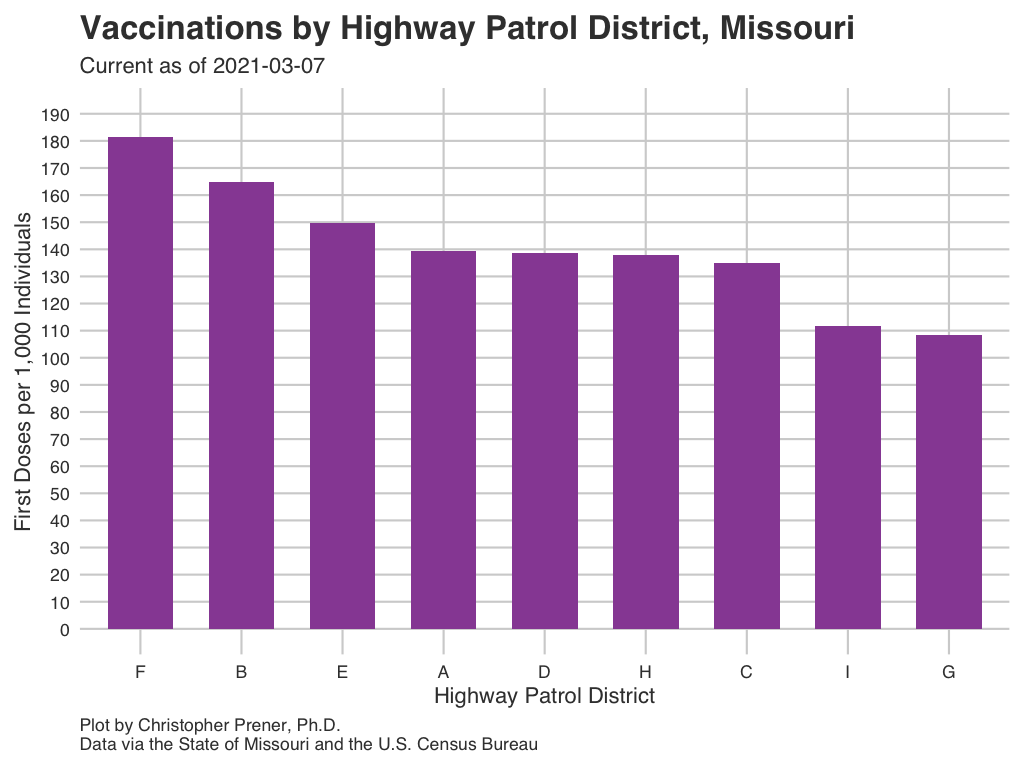 Vaccinations by Highway Patrol District, Missouri
Current as of 2021-03-07
First Doses per 1,000 Individuals
190
180
170
160
150
140
130
120
110
100
90
80
70
60
50
40
30
20
10
0
F B E A D H C I G
Highway Patrol District
Plot by Christopher Prener, Ph.D.
Data via the State of Missouri and the U.S. Census Bureau